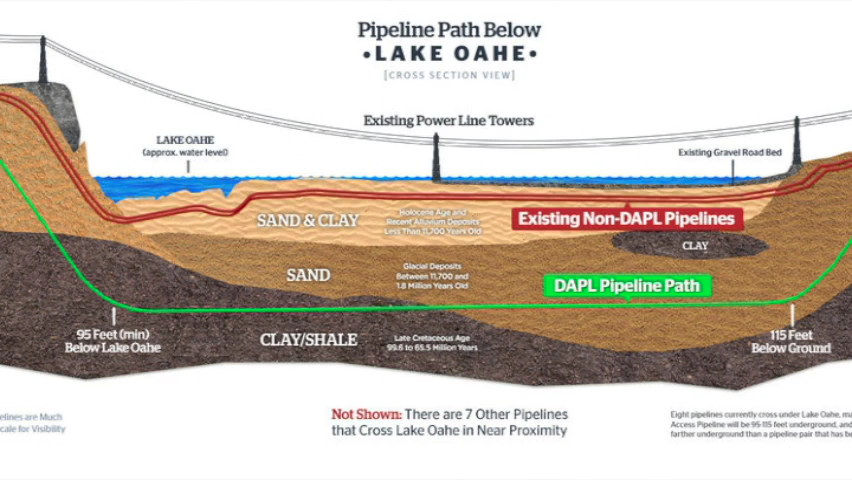 Pipeline Path Below
•LAKE OAHE•
[CROSS SECTION VIEW]
Existing Power Line Towers
LAKE OAHE
(approx. water level)
Existing Gravel Road Bed
SAND & CLAY
Holocene Age and
Recent Alluvium Deposits
Less Than 11,700 Years Old
Existing Non-DAPL Pipelines
CLAY
SAND
Glacial Deposits
Between 11,700 and
1.8 Million Years Old
DAPL Pipeline Path
95 Feet (min)
Below Lake Oahe
CLAY/SHALE
Late Cretaceous Age
99.6 to 65.5 Million Years
115 Feet
Below Ground
elines are Much
cale for Visibility
Not Shown: There are 7 Other Pipelines
that Cross Lake Oahe in Near Proximity
Eight pipelines currently cross under Lake Oahe, ma
Access Pipeline will be 95-115 feet underground, and
farther underground than a pipeline pair that has be